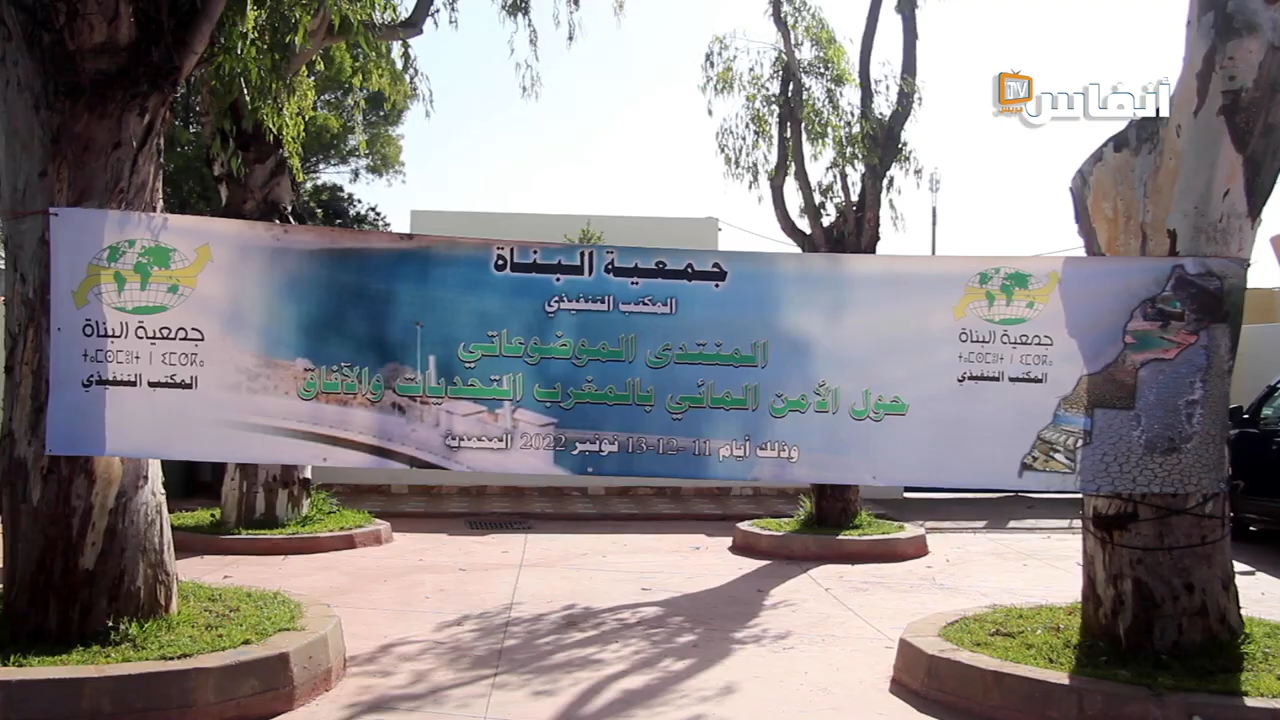 أنفاس
TV
جمعية البناة
المكتب التنفيذي
المنتدى الموضوعاتي
حول الأمن المائي بالمغرب التحديات والآفاق
وذلك أيام 11 -12-13 نونبر 2022 المحمدية
جمعية البناة
المكتب التنفيذي
جمعية البناة
المكتب التنفيذي